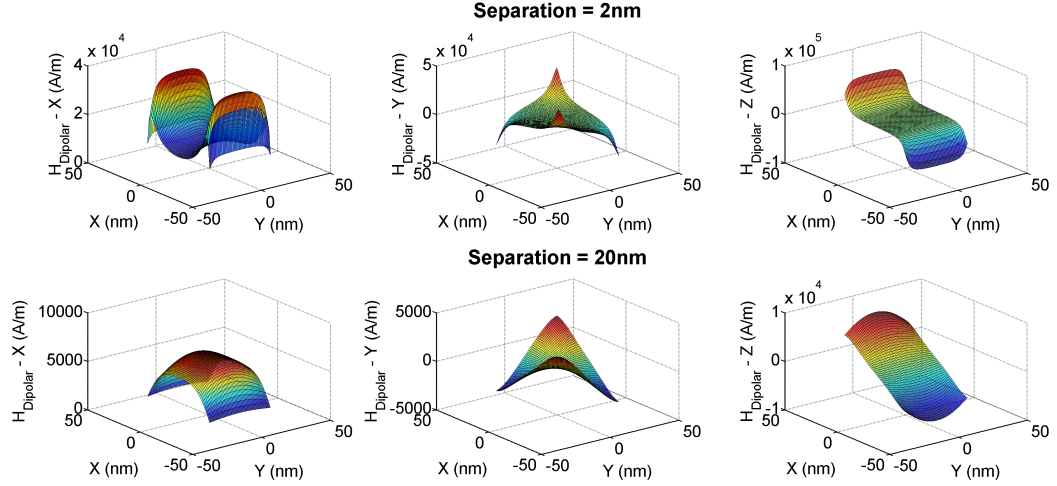 Separation = 2nm
x 10^4
4
2
0
50
0
-50
-50
0
50
H_Dipolar - X (A/m)
X (nm)
Y (nm)
x 10^4
5
0
-5
50
0
-50
-50
0
50
H_Dipolar - Y (A/m)
X (nm)
Y (nm)
x 10^5
1
0
-1
50
0
-50
-50
0
50
H_Dipolar - Z (A/m)
X (nm)
Y (nm)
Separation = 20nm
10000
5000
0
50
0
-50
-50
0
50
H_Dipolar - X (A/m)
X (nm)
Y (nm)
5000
0
-5000
50
0
-50
-50
0
50
H_Dipolar - Y (A/m)
X (nm)
Y (nm)
x 10^4
1
0
-1
50
0
-50
-50
0
50
H_Dipolar - Z (A/m)
X (nm)
Y (nm)